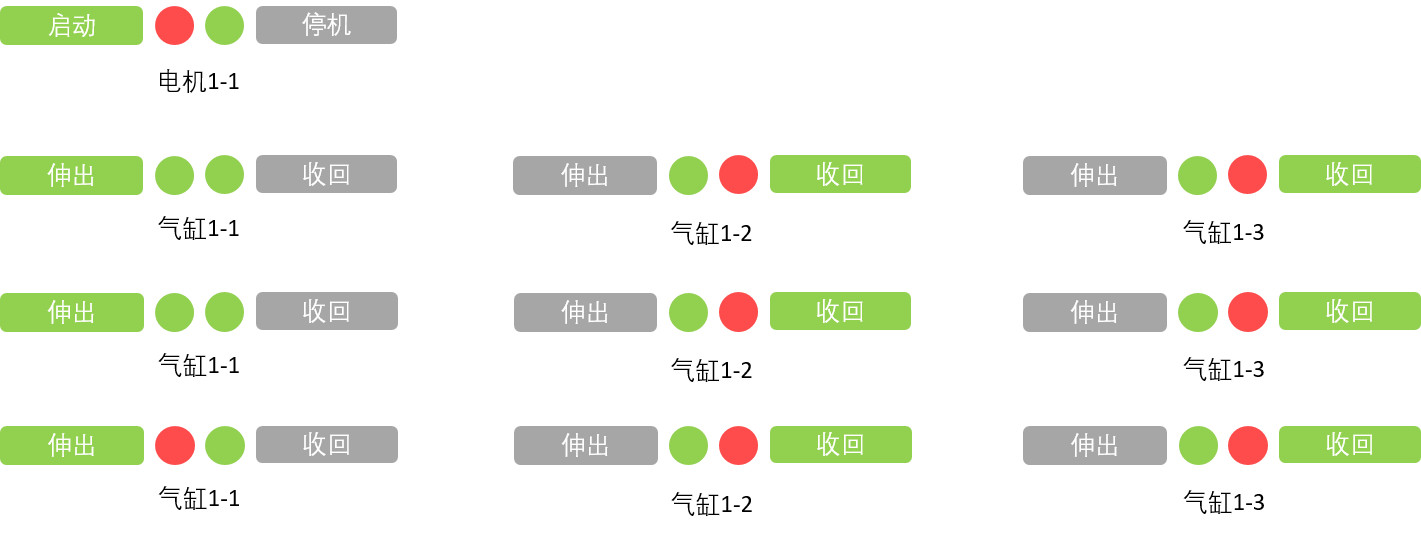 启动 停机
电机1-1
伸出 收回 伸出 收回 伸出 收回
气缸1-1 气缸1-2 气缸1-3
伸出 收回 伸出 收回 伸出 收回
气缸1-1 气缸1-2 气缸1-3
伸出 收回 伸出 收回 伸出 收回
气缸1-1 气缸1-2 气缸1-3